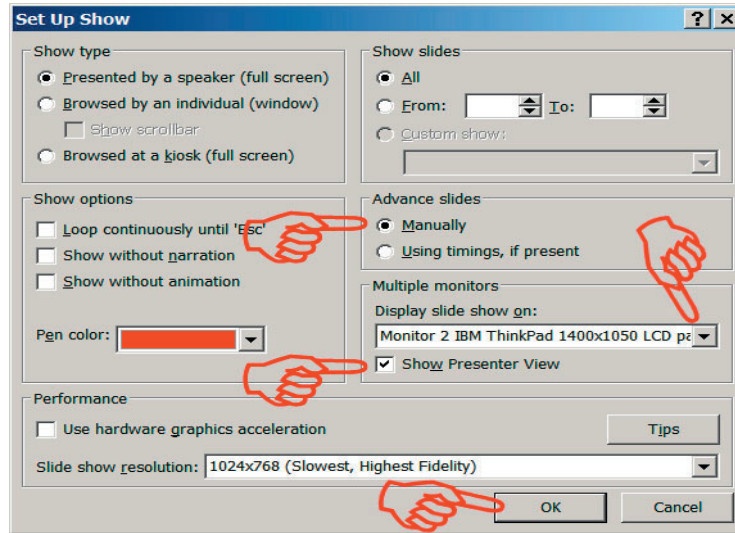 Set Up Show
Show type
Presented by a speaker (full screen)
Browsed by an individual (window)
Show scrollbar
Browsed at a kiosk (full screen)
Show slides
All
From: To:
Custom show:
Show options
Loop continuously until 'Esc'
Show without narration
Show without animation
Pen color:
Advance slides
Manually
Using timings, if present
Multiple monitors
Display slide show on:
Monitor 2 IBM ThinkPad 1400x1050 LCD pa
Show Presenter View
Performance
Use hardware graphics acceleration
Tips
Slide show resolution: 1024x768 (Slowest, Highest Fidelity)
OK Cancel